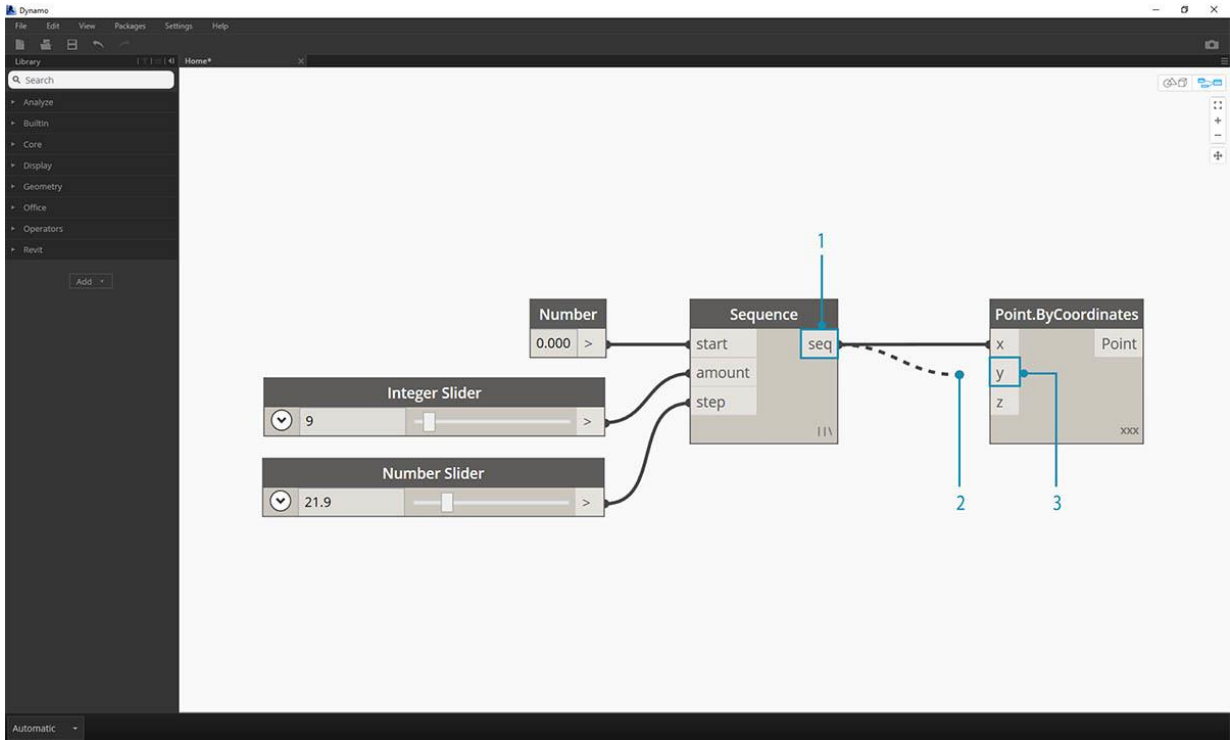 Dynamo
File Edit View Packages Settings Help
Library
Home*
Search
Analyze
BuiltIn
Core
Display
Geometry
Office
Operators
Revit
Add
1
Number
0.000 >
Sequence
start seq
amount
step
Point.ByCoordinates
x Point
y
z
xxx
Integer Slider
9 >
Number Slider
21.9 >
2
3
Automatic